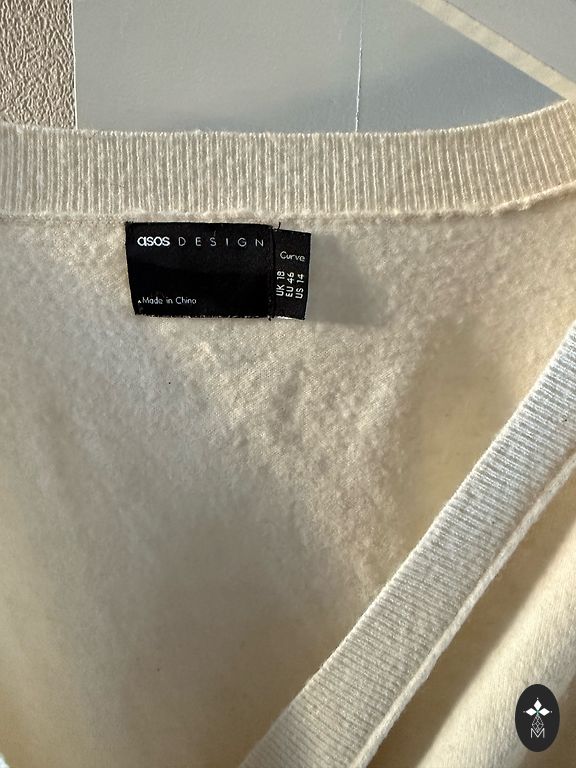 asos DESIGN
Made in China
Curve
UK 18
EU 46
US 14
M